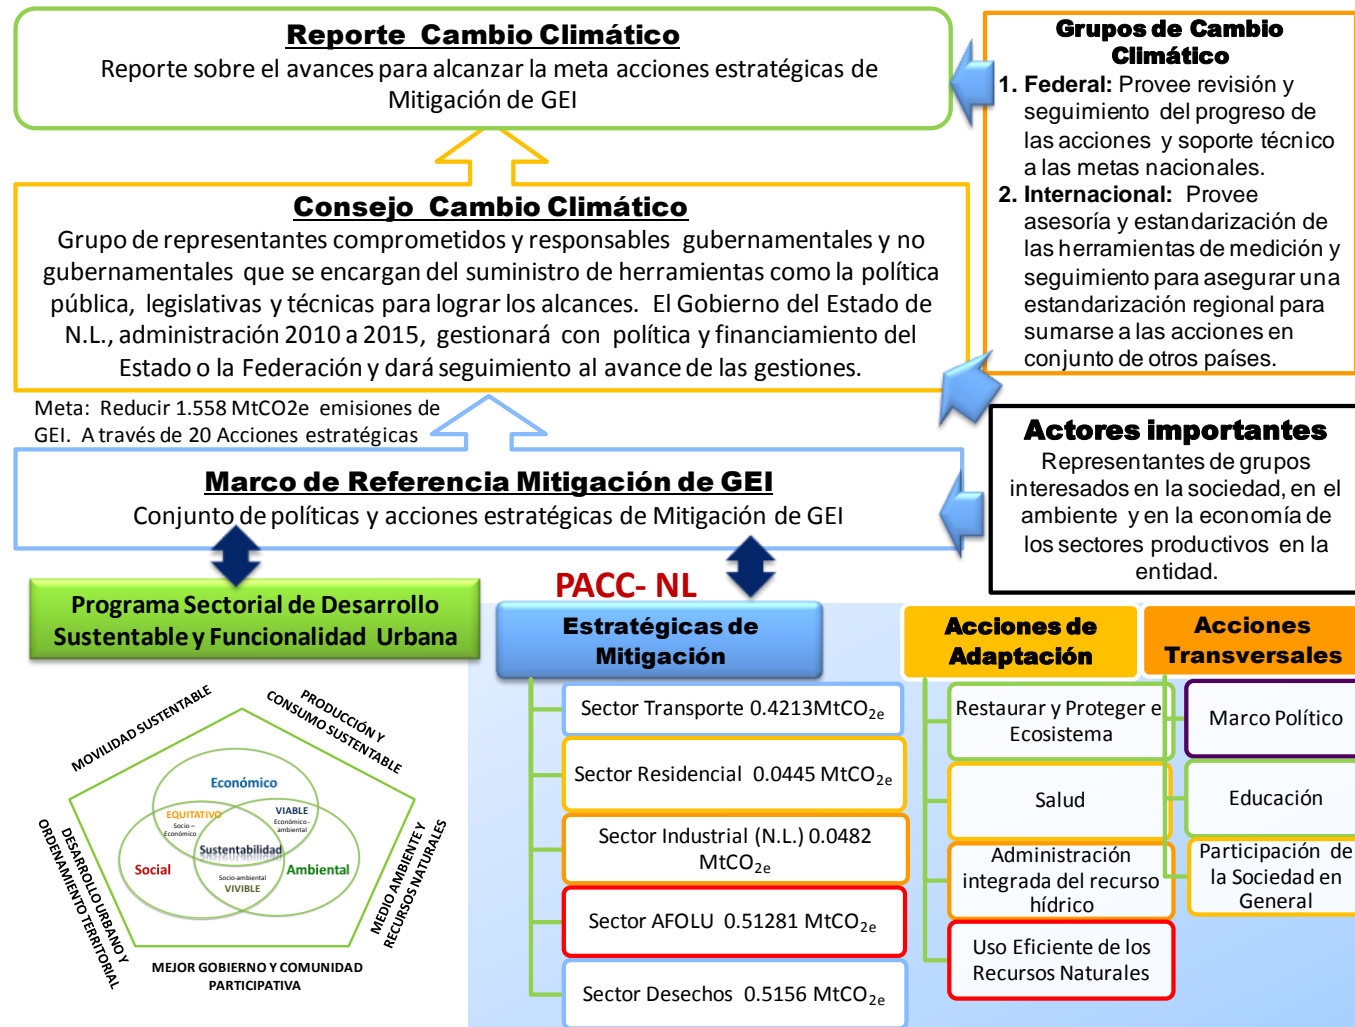 Reporte Cambio Climático
Reporte sobre el avances para alcanzar la meta acciones estratégicas de
Mitigación de GEI
Grupos de Cambio
Climático
1. Federal: Provee revisión y
seguimiento del progreso de
las acciones y soporte técnico
a las metas nacionales.
2. Internacional: Provee
asesoría y estandarización de
las herramientas de medición y
seguimiento para asegurar una
estandarización regional para
sumarse a las acciones en
conjunto de otros países.
Consejo Cambio Climático
Grupo de representantes comprometidos y responsables gubernamentales y no
gubernamentales que se encargan del suministro de herramientas como la política
pública, legislativas y técnicas para lograr los alcances. El Gobierno del Estado de
N.L., administración 2010 a 2015, gestionará con política y financiamiento del
Estado o la Federación y dará seguimiento al avance de las gestiones.
Meta: Reducir 1.558 MtCO2e emisiones de
GEI. A través de 20 Acciones estratégicas
Actores importantes
Representantes de grupos
interesados en la sociedad, en el
ambiente y en la economía de
los sectores productivos en la
entidad.
Marco de Referencia Mitigación de GEI
Conjunto de políticas y acciones estratégicas de Mitigación de GEI
Programa Sectorial de Desarrollo
Sustentable y Funcionalidad Urbana
MOVILIDAD SUSTENTABLE
PRODUCCIÓN Y
CONSUMO SUSTENTABLE
DESARROLLO URBANO Y
ORDENAMIENTO TERRITORIAL
MEDIO AMBIENTE Y
RECURSOS NATURALES
MEJOR GOBIERNO Y COMUNIDAD
PARTICIPATIVA
Económico
EQUITATIVO
Socio –
Económico
VIABLE
Económico -
ambiental
Sustentabilidad
Social
Ambiental
Socio-ambiental
VIVIBLE
PACC- NL
Estratégicas de
Mitigación
Sector Transporte 0.4213MtCO2e
Sector Residencial 0.0445 MtCO2e
Sector Industrial (N.L.) 0.0482
MtCO2e
Sector AFOLU 0.51281 MtCO2e
Sector Desechos 0.5156 MtCO2e
Acciones de
Adaptación
Restaurar y Proteger e
Ecosistema
Salud
Administración
integrada del recurso
hídrico
Uso Eficiente de los
Recursos Naturales
Acciones
Transversales
Marco Político
Educación
Participación de
la Sociedad en
General